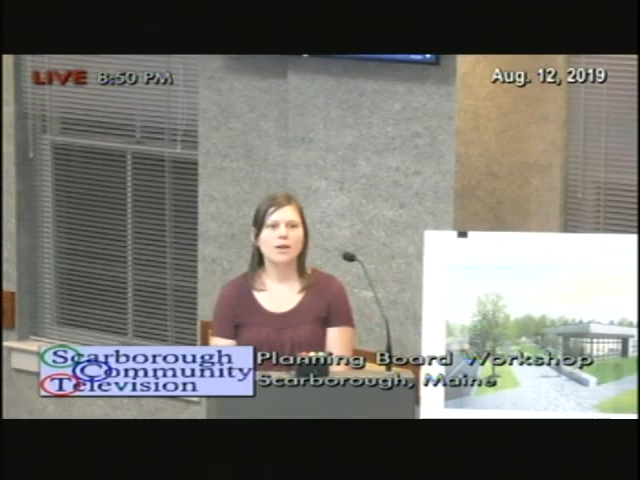 LIVE 8:50 PM
Aug. 12, 2019
Scarborough
Community
Television
Planning Board Workshop
Scarborough, Maine